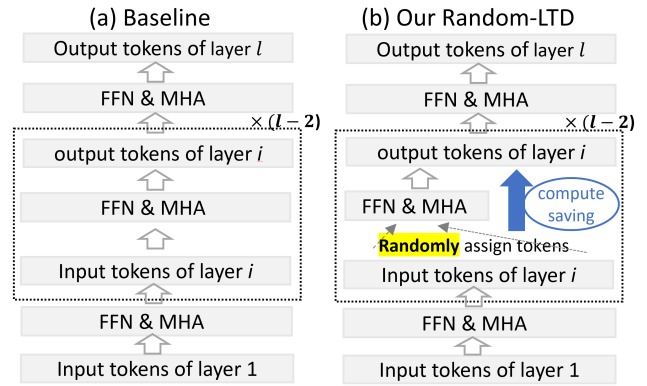 (a) Baseline
Output tokens of layer l
FFN & MHA
× (l − 2)
output tokens of layer i
FFN & MHA
Input tokens of layer i
FFN & MHA
Input tokens of layer 1
(b) Our Random-LTD
Output tokens of layer l
FFN & MHA
× (l − 2)
output tokens of layer i
compute
saving
FFN & MHA
Randomly assign tokens
Input tokens of layer i
FFN & MHA
Input tokens of layer 1